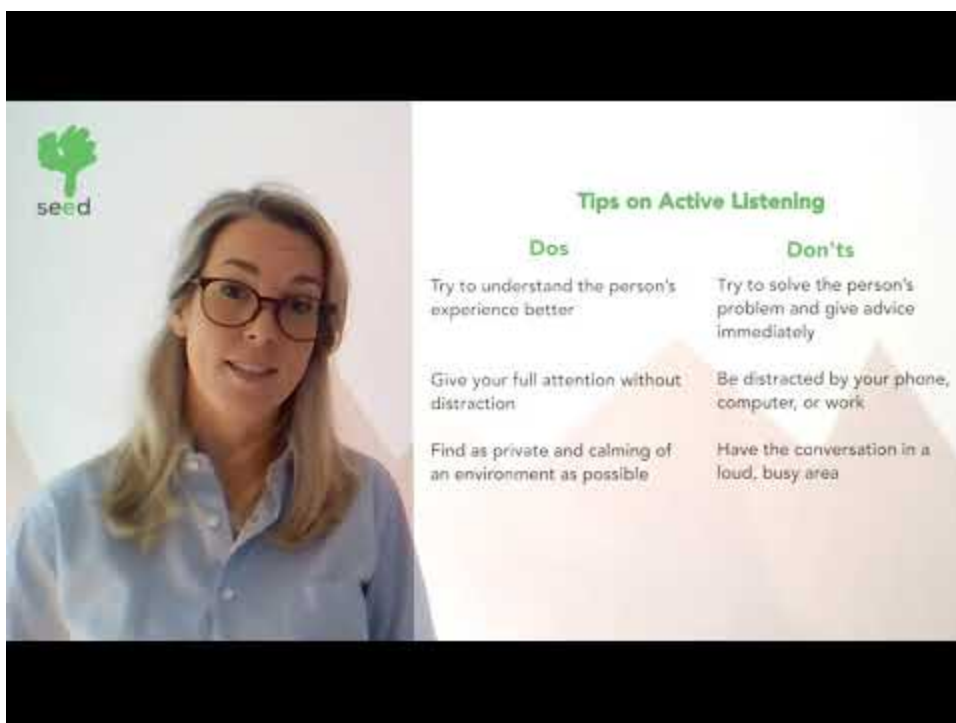 seed
Tips on Active Listening
Dos
Try to understand the person's
experience better
Give your full attention without
distraction
Find as private and calming of
an environment as possible
Don'ts
Try to solve the person's
problem and give advice
immediately
Be distracted by your phone,
computer, or work
Have the conversation in a
loud, busy area